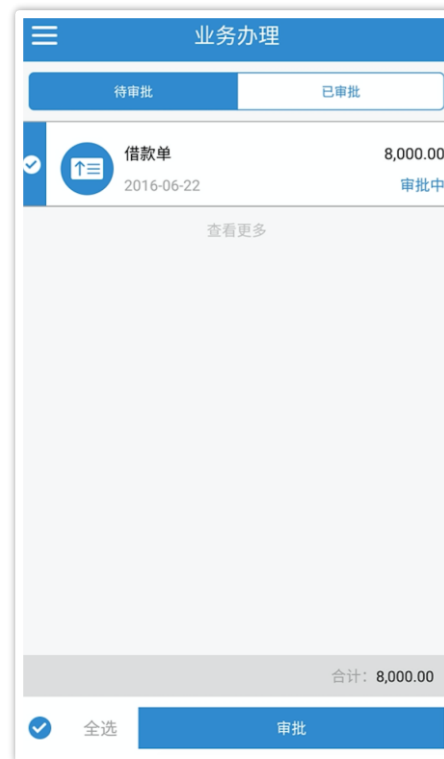 业务办理
待审批 已审批
借款单 8,000.00
2016-06-22 审批中
查看更多
合计：8,000.00
全选 审批